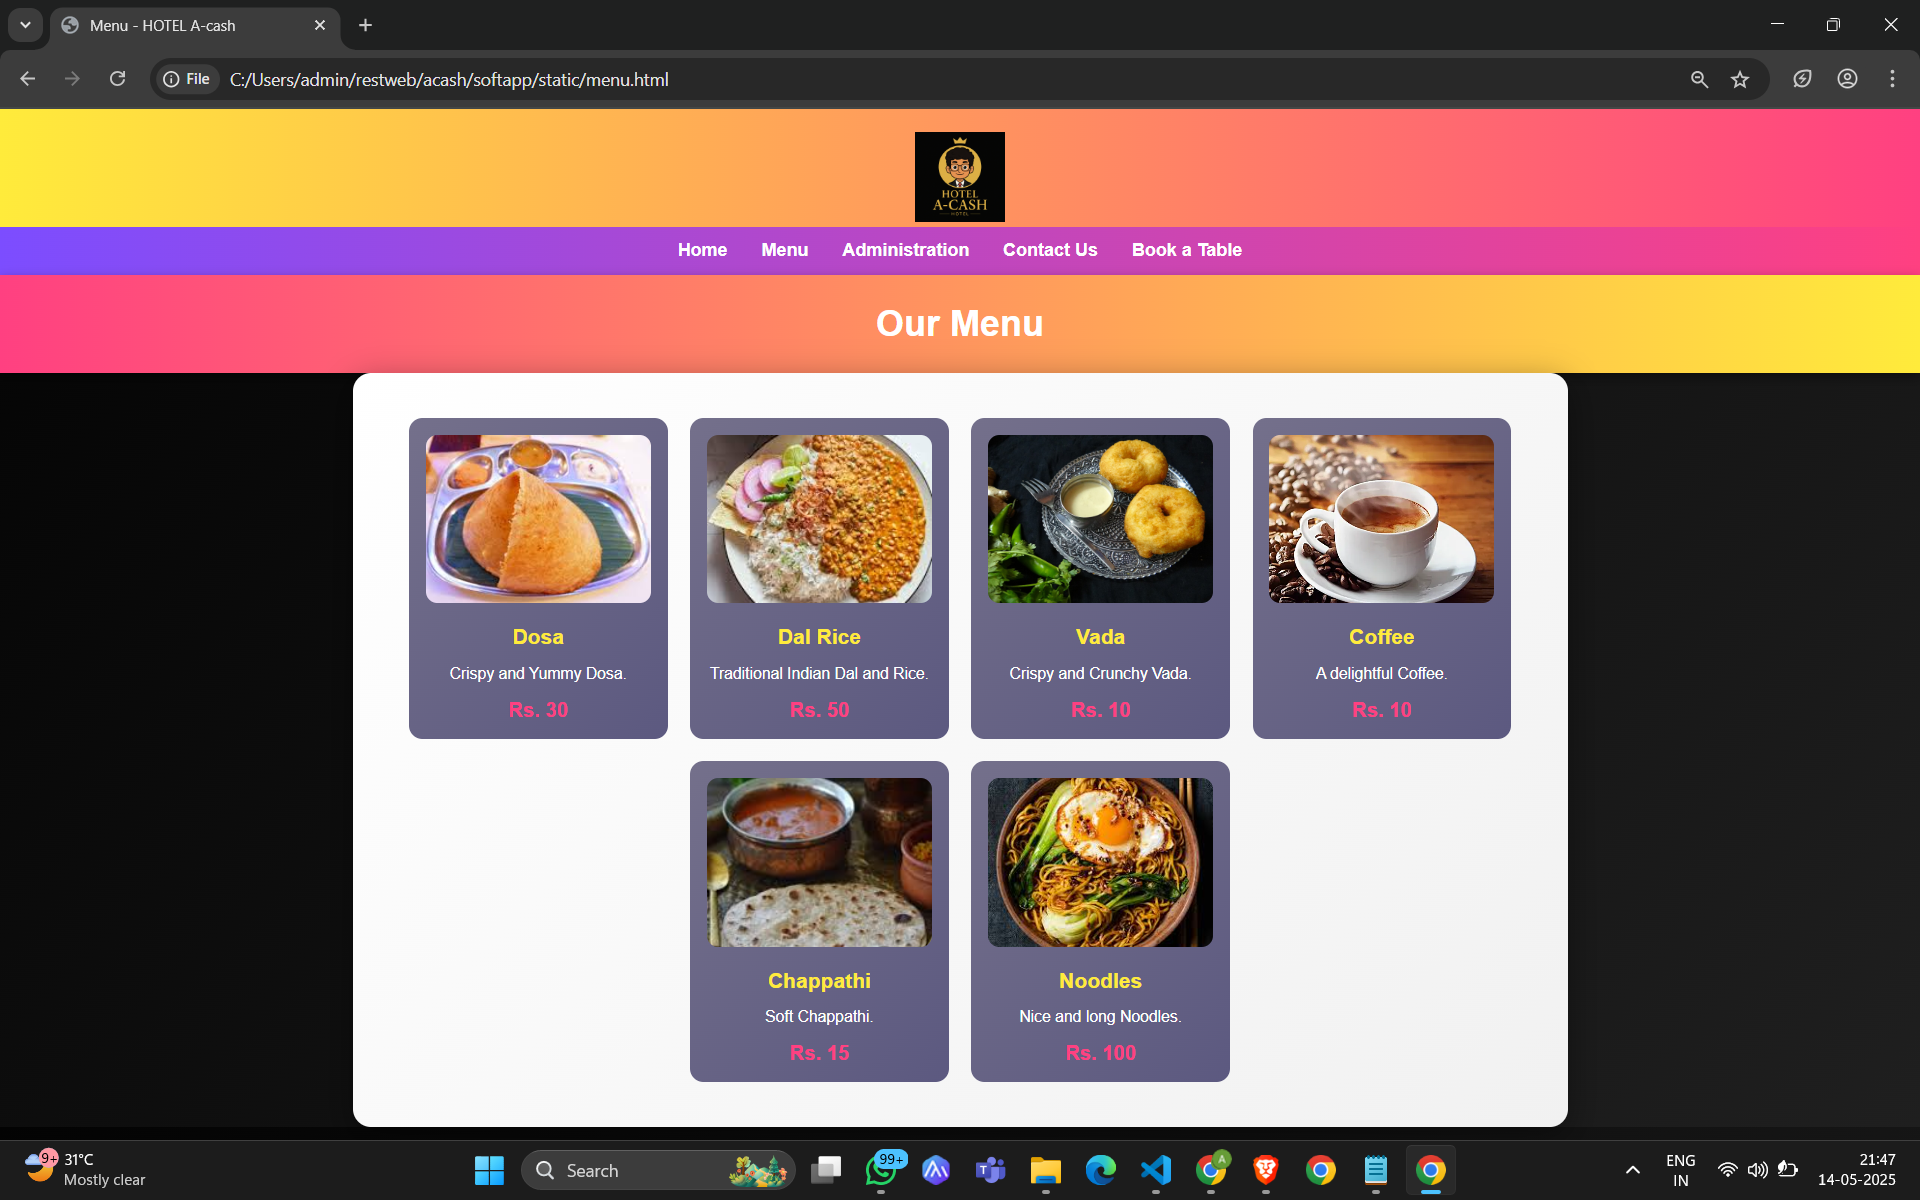 Menu - HOTEL A-cash
File C:/Users/admin/restweb/acash/softapp/static/menu.html
HOTEL
A-CASH
HOTEL
Home Menu Administration Contact Us Book a Table
Our Menu
Dosa
Crispy and Yummy Dosa.
Rs. 30
Dal Rice
Traditional Indian Dal and Rice.
Rs. 50
Vada
Crispy and Crunchy Vada.
Rs. 10
Coffee
A delightful Coffee.
Rs. 10
Chappathi
Soft Chappathi.
Rs. 15
Noodles
Nice and long Noodles.
Rs. 100
9+
31°C
Mostly clear
Search
99+
A
ENG
IN
21:47
14-05-2025